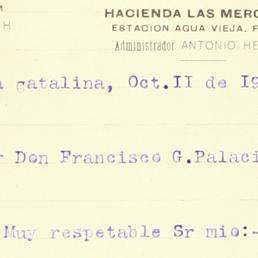 M HACIENDA LAS MERC
H ESTACION AGUA VIEJA. F
Administrador ANTONIO. HE
a Catalina, Oct.II de I9
r Don Francisco G.Palaci
Muy respetable Sr mio:-